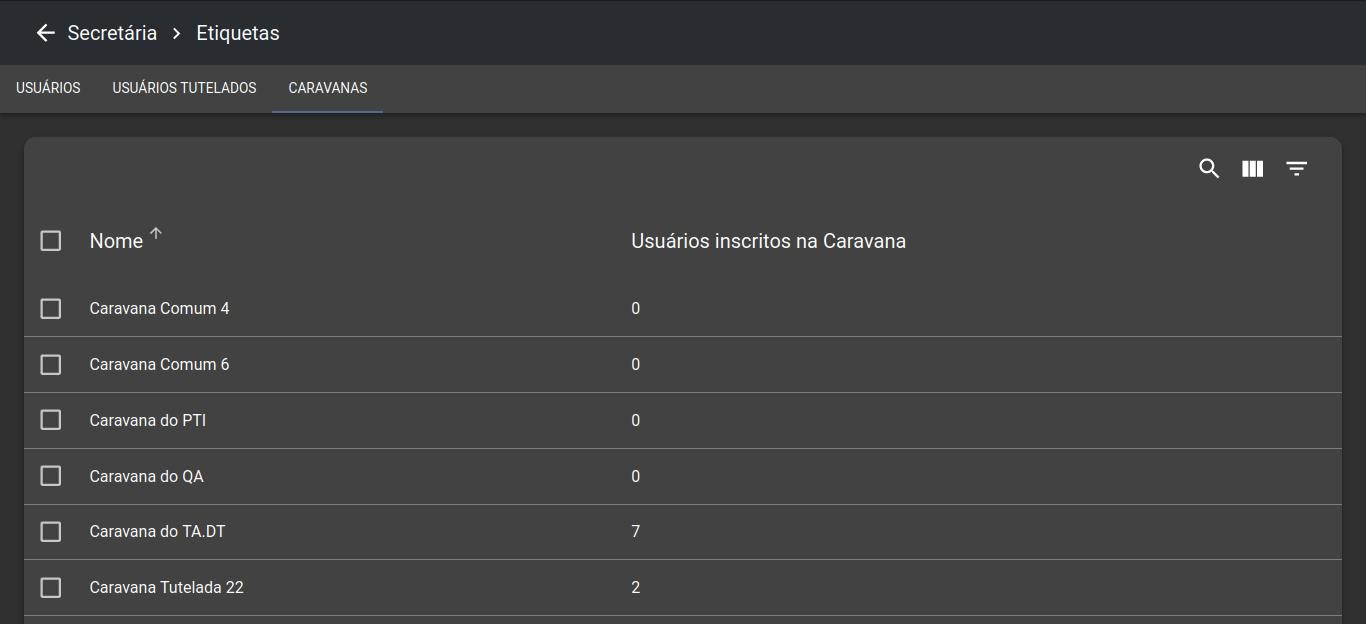 Secretária > Etiquetas
USUÁRIOS USUÁRIOS TUTELADOS CARAVANAS
Nome Usuários inscritos na Caravana
Caravana Comum 4 0
Caravana Comum 6 0
Caravana do PTI 0
Caravana do QA 0
Caravana do TA.DT 7
Caravana Tutelada 22 2